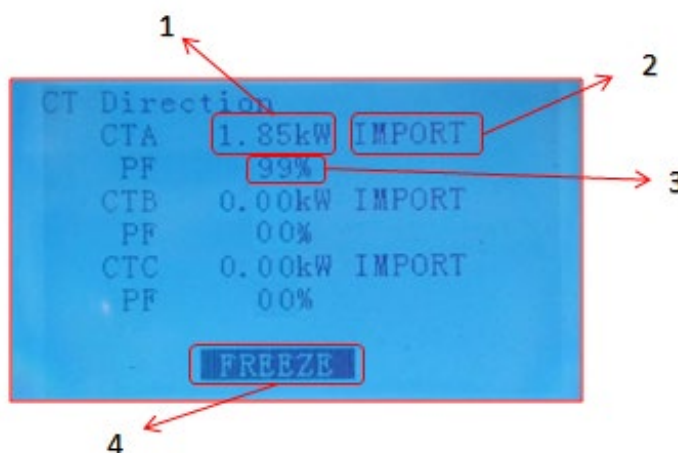 1
2
CT Direction
CTA 1.85kW IMPORT
PF 99%
3
CTB 0.00kW IMPORT
PF 00%
CTC 0.00kW IMPORT
PF 00%
FREEZE
4